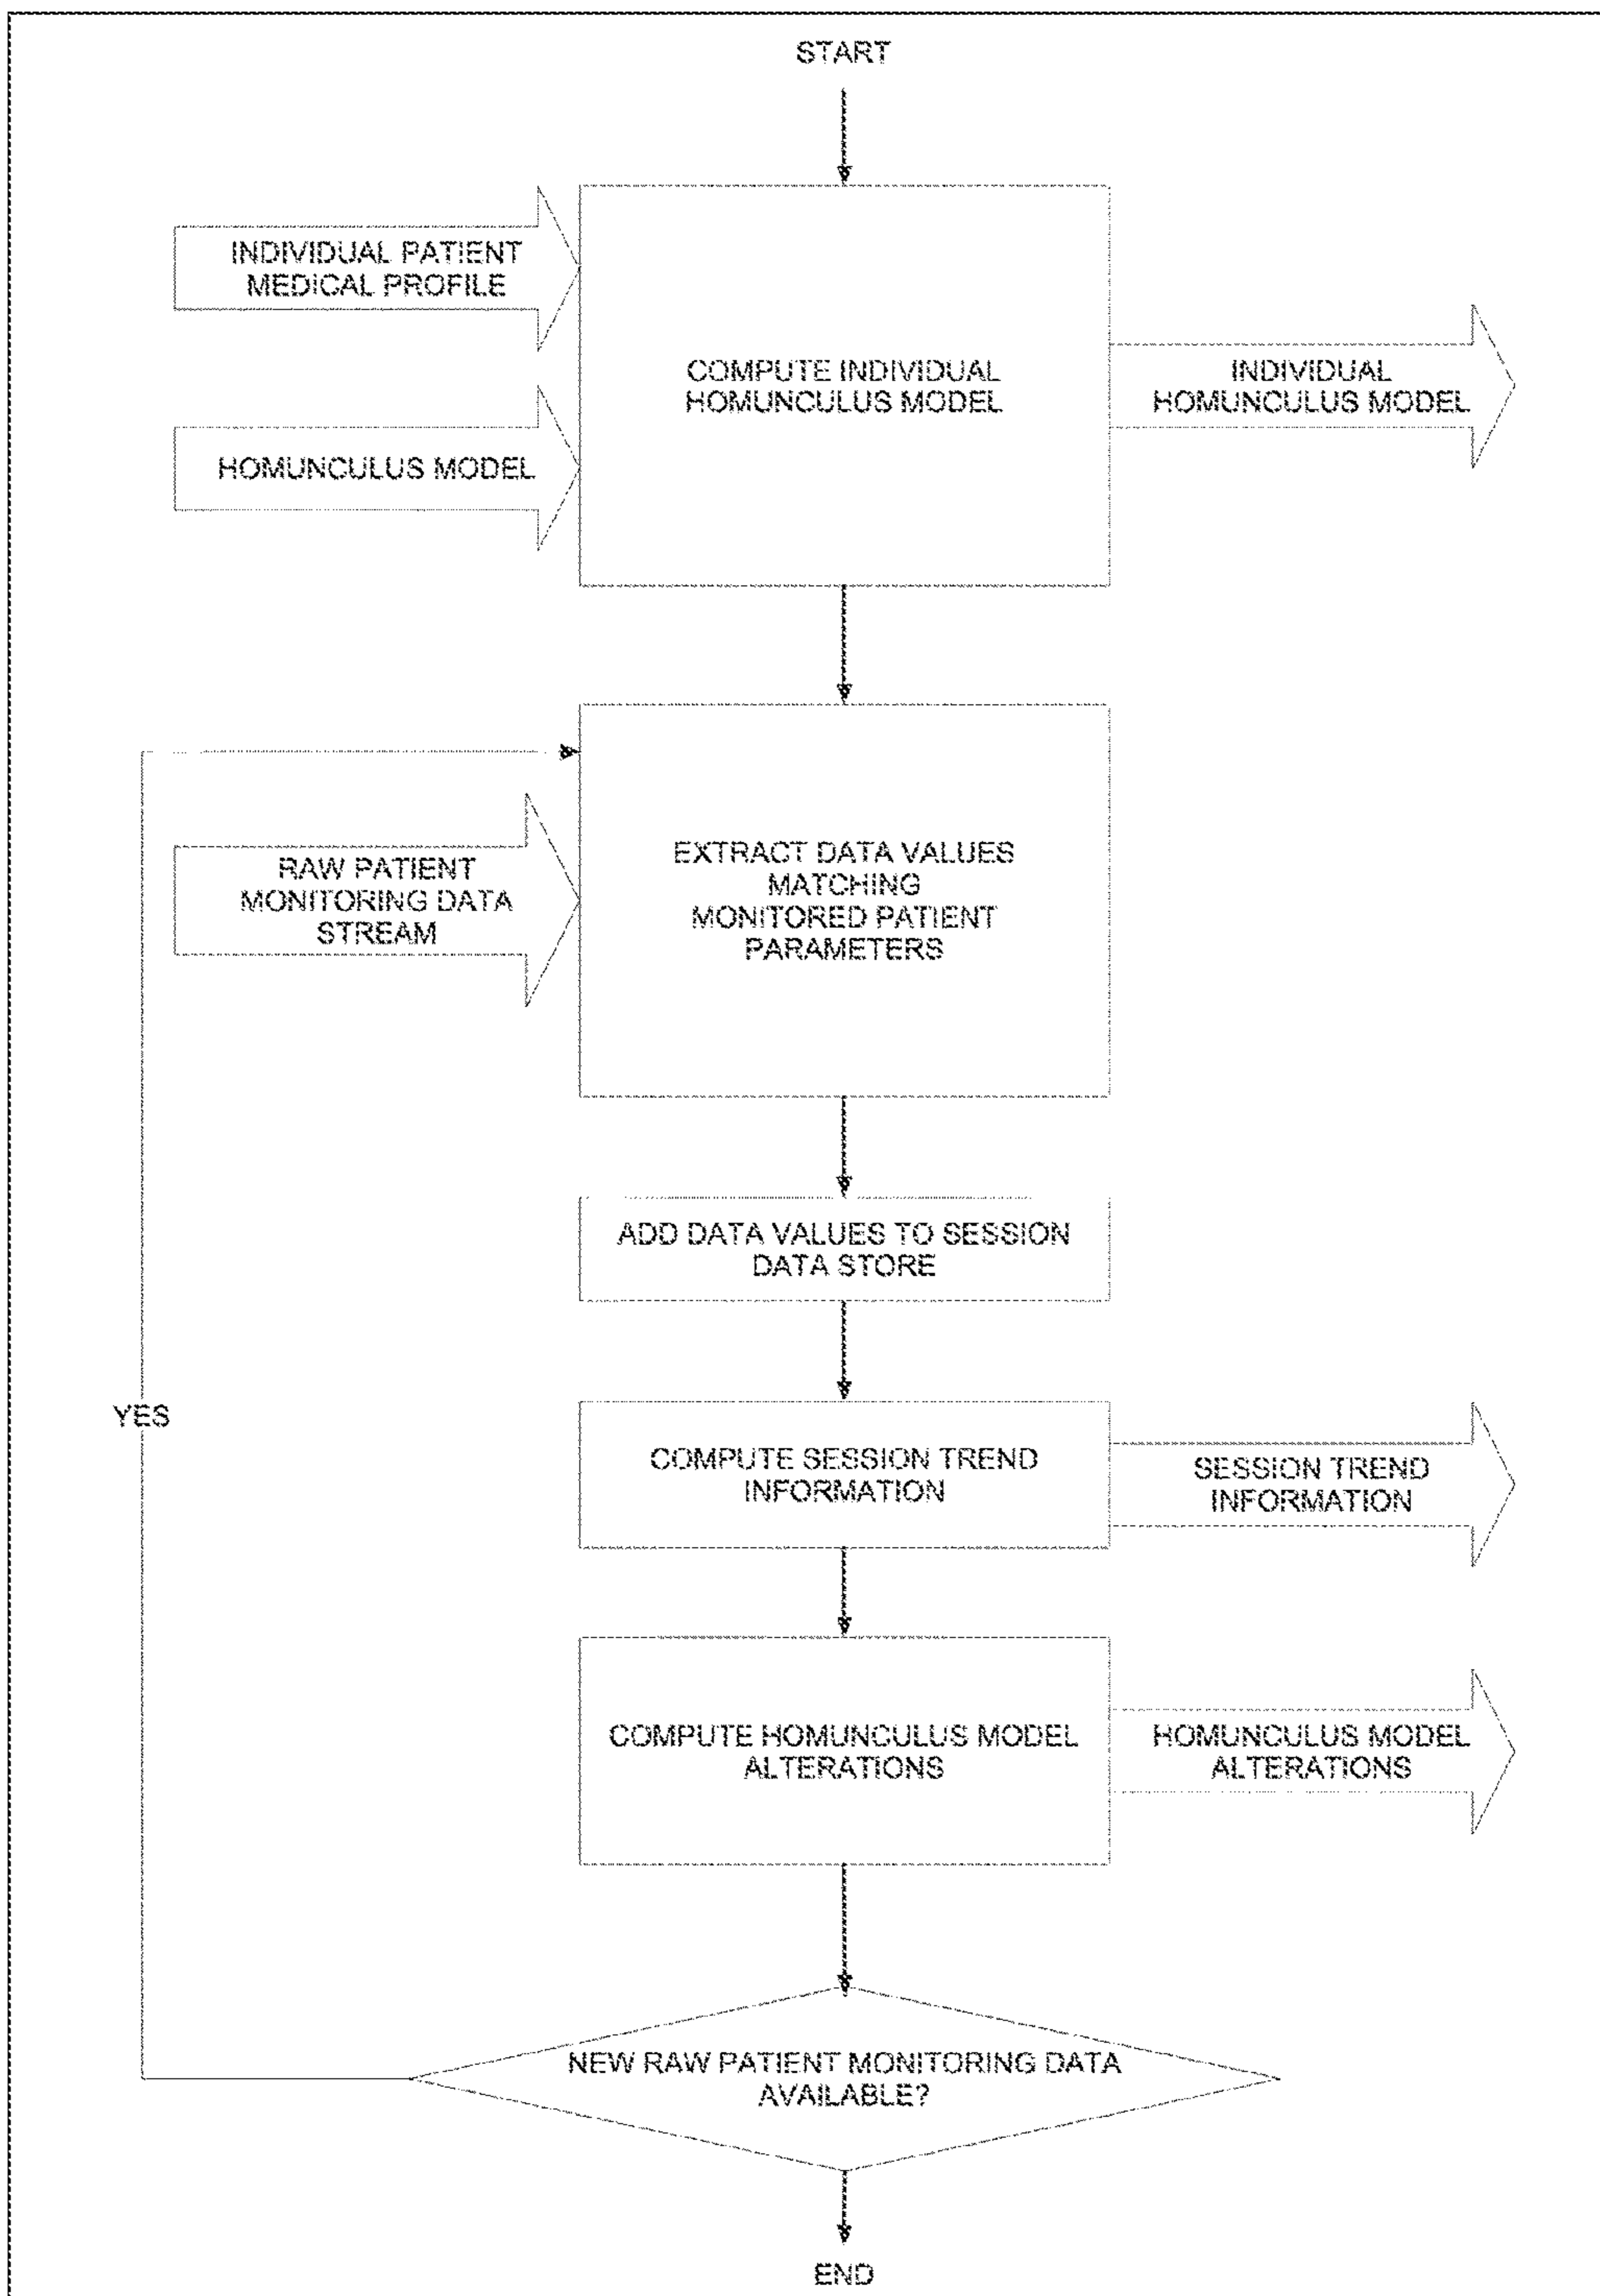 START
INDIVIDUAL PATIENT
MEDICAL PROFILE
HOMUNCULUS MODEL
COMPUTE INDIVIDUAL
HOMUNCULUS MODEL
INDIVIDUAL
HOMUNCULUS MODEL
RAW PATIENT
MONITORING DATA
STREAM
EXTRACT DATA VALUES
MATCHING
MONITORED PATIENT
PARAMETERS
ADD DATA VALUES TO SESSION
DATA STORE
YES
COMPUTE SESSION TREND
INFORMATION
SESSION TREND
INFORMATION
COMPUTE HOMUNCULUS MODEL
ALTERATIONS
HOMUNCULUS MODEL
ALTERATIONS
NEW RAW PATIENT MONITORING DATA
AVAILABLE?
END